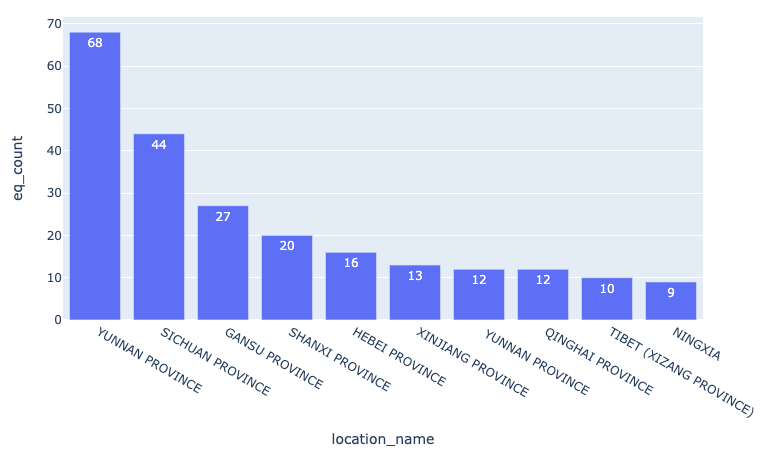 70
60
50
40
30
20
10
0
eq_count
68
44
27
20
16
13
12
12
10
9
YUNNAN PROVINCE
SICHUAN PROVINCE
GANSU PROVINCE
SHANXI PROVINCE
HEBEI PROVINCE
XINJIANG PROVINCE
YUNNAN PROVINCE
QINGHAI PROVINCE
TIBET (XIZANG PROVINCE)
NINGXIA
location_name